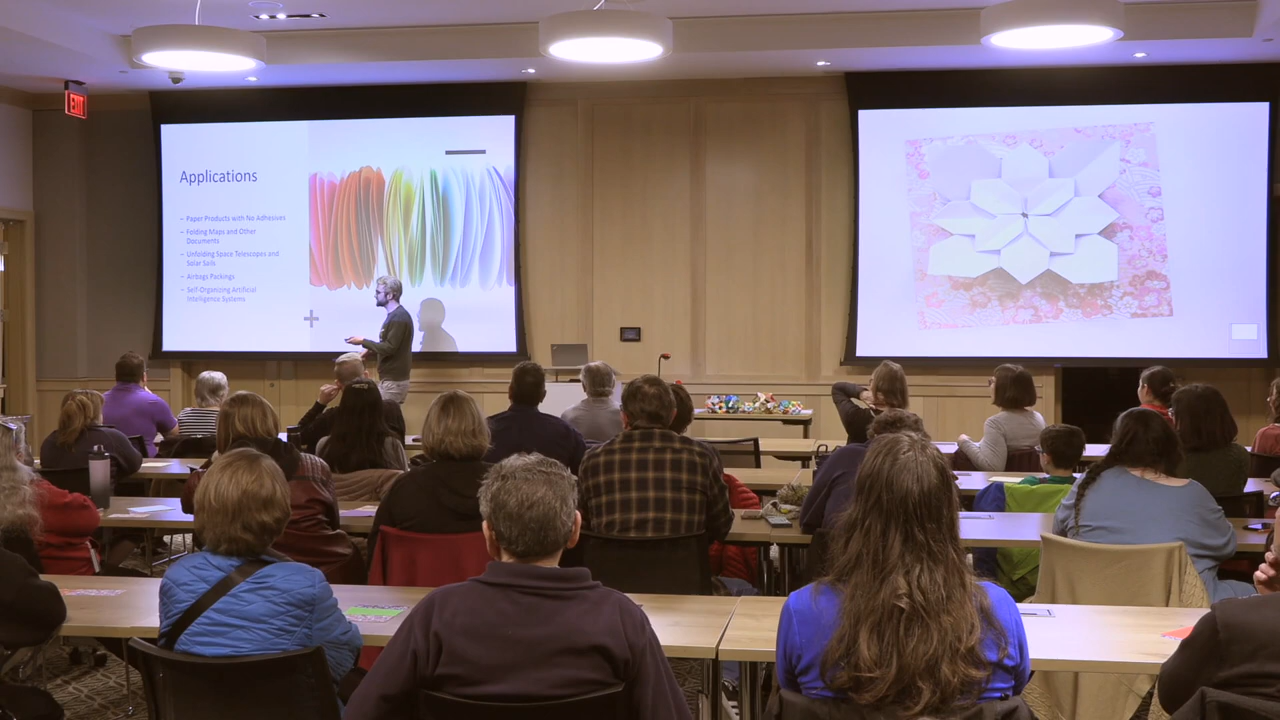 EXIT
Applications
– Paper Products with No Adhesives
– Folding Maps and Other
Documents
– Unfolding Space Telescopes and
Solar Sails
– Airbags Packings
– Self-Organizing Artificial
Intelligence Systems